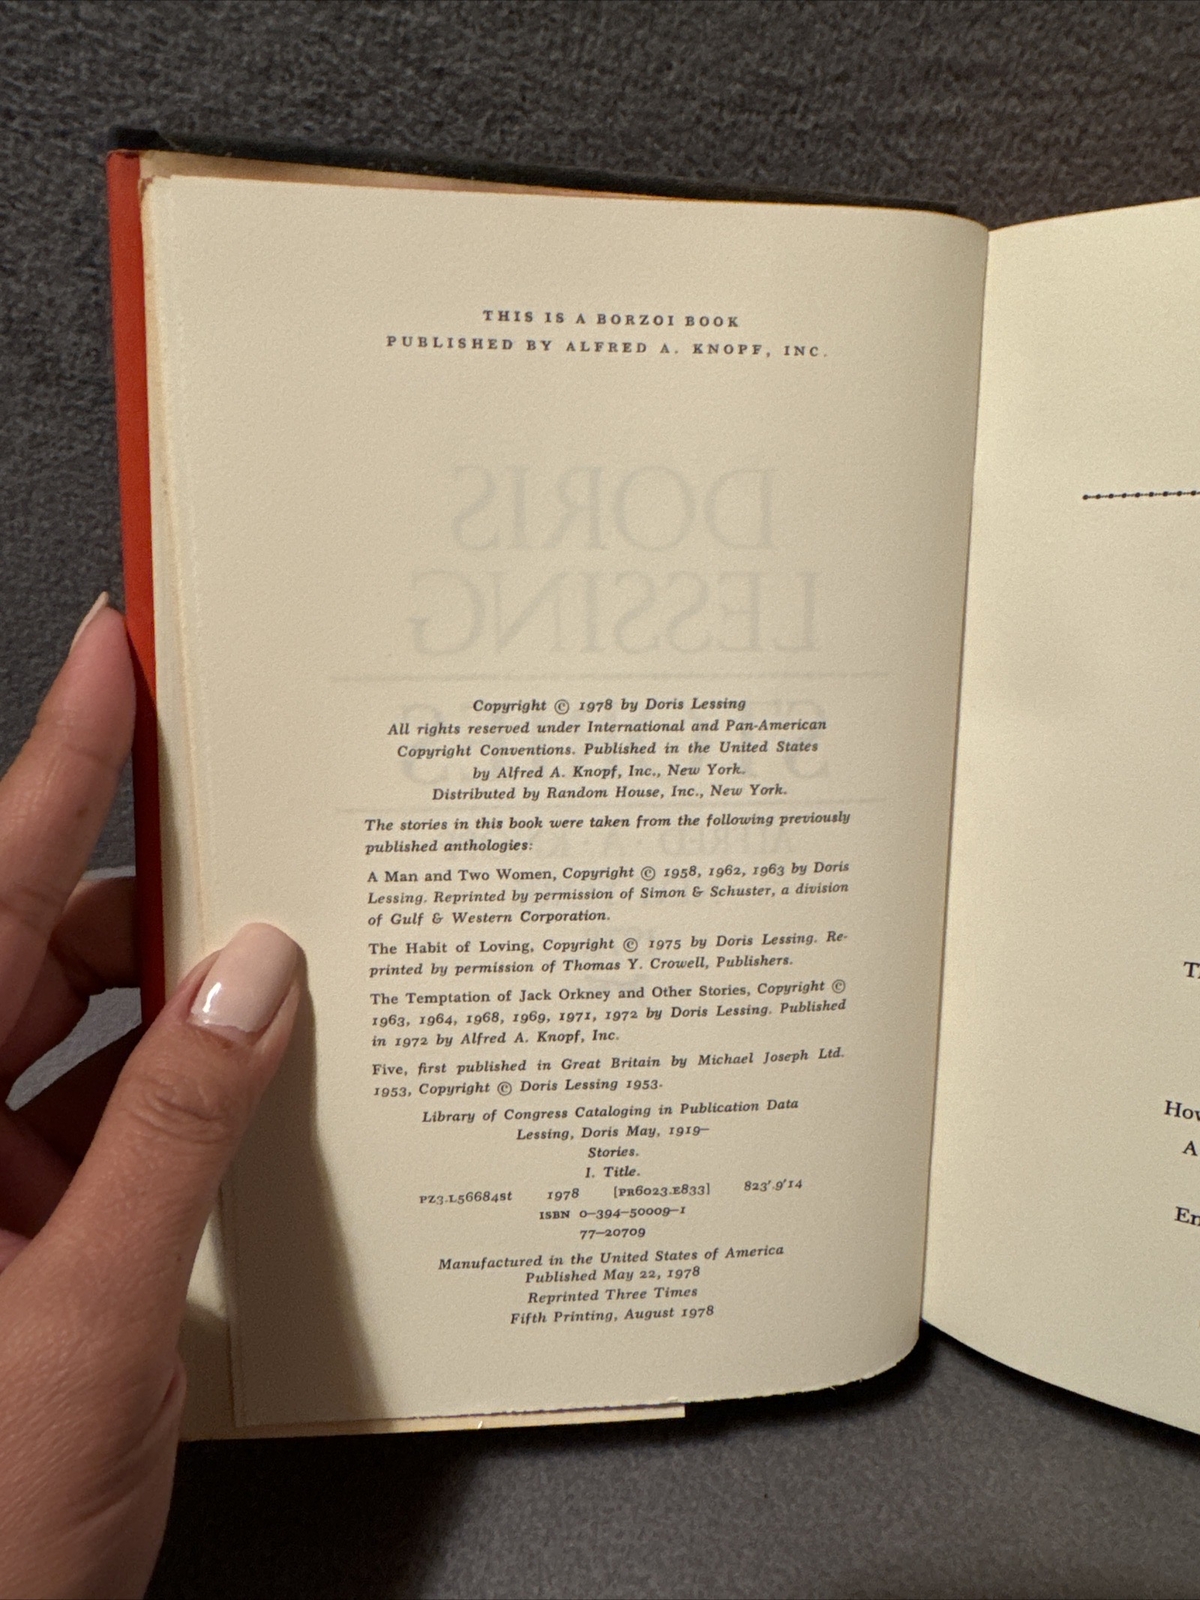 THIS IS A BORZOI BOOK
PUBLISHED BY ALFRED A. KNOPF, INC.
DORIS
LESSING
Copyright © 1978 by Doris Lessing
All rights reserved under International and Pan-American
Copyright Conventions. Published in the United States
by Alfred A. Knopf, Inc., New York.
Distributed by Random House, Inc., New York.
The stories in this book were taken from the following previously
published anthologies:
A Man and Two Women, Copyright © 1958, 1962, 1963 by Doris
Lessing. Reprinted by permission of Simon & Schuster, a division
of Gulf & Western Corporation.
The Habit of Loving, Copyright © 1975 by Doris Lessing. Re-
printed by permission of Thomas Y. Crowell, Publishers.
The Temptation of Jack Orkney and Other Stories, Copyright ©
1963, 1964, 1968, 1969, 1971, 1972 by Doris Lessing. Published
in 1972 by Alfred A. Knopf, Inc.
Five, first published in Great Britain by Michael Joseph Ltd.
1953, Copyright © Doris Lessing 1953.
Library of Congress Cataloging in Publication Data
Lessing, Doris May, 1919–
Stories.
I. Title.
PZ3.L56684St 1978 [PR6023.E833] 823'.9'14
ISBN 0–394–50009–1
77–20709
Manufactured in the United States of America
Published May 22, 1978
Reprinted Three Times
Fifth Printing, August 1978
A